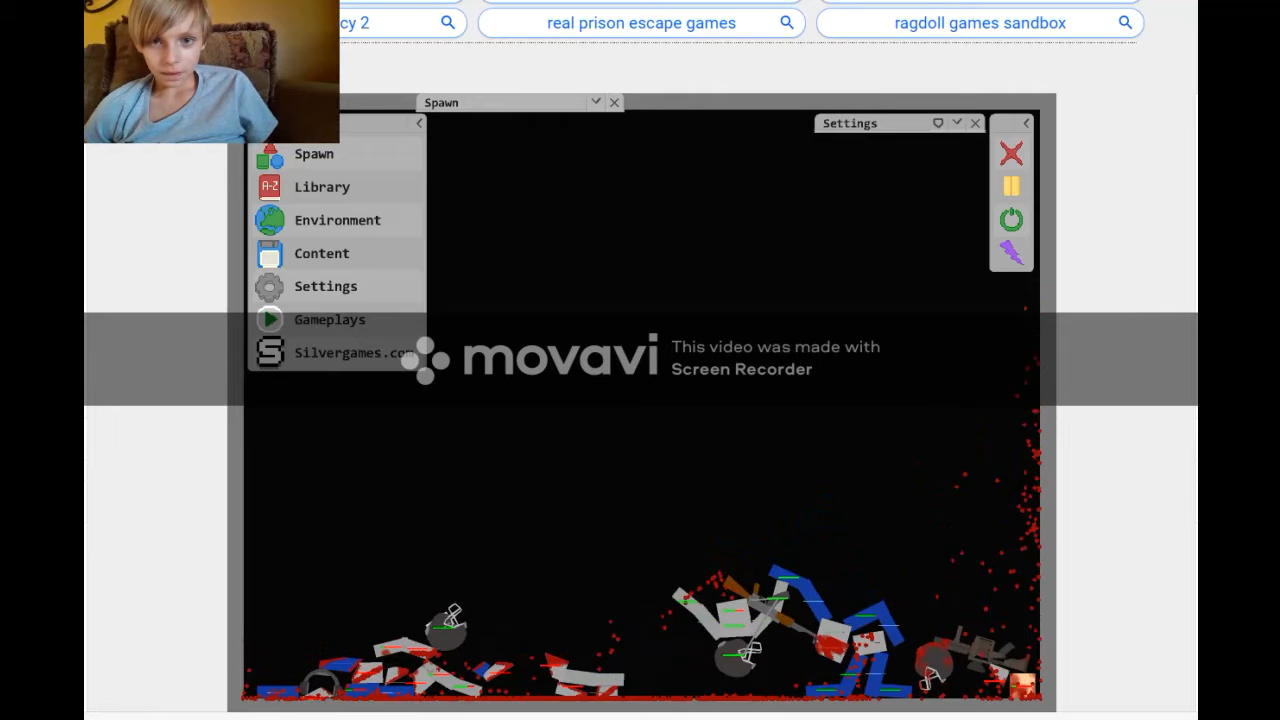 cy 2
real prison escape games
ragdoll games sandbox
Spawn
Settings
Spawn
A-Z
Library
Environment
Content
Settings
Gameplays
S
Silvergames.com
movavi
This video was made with
Screen Recorder